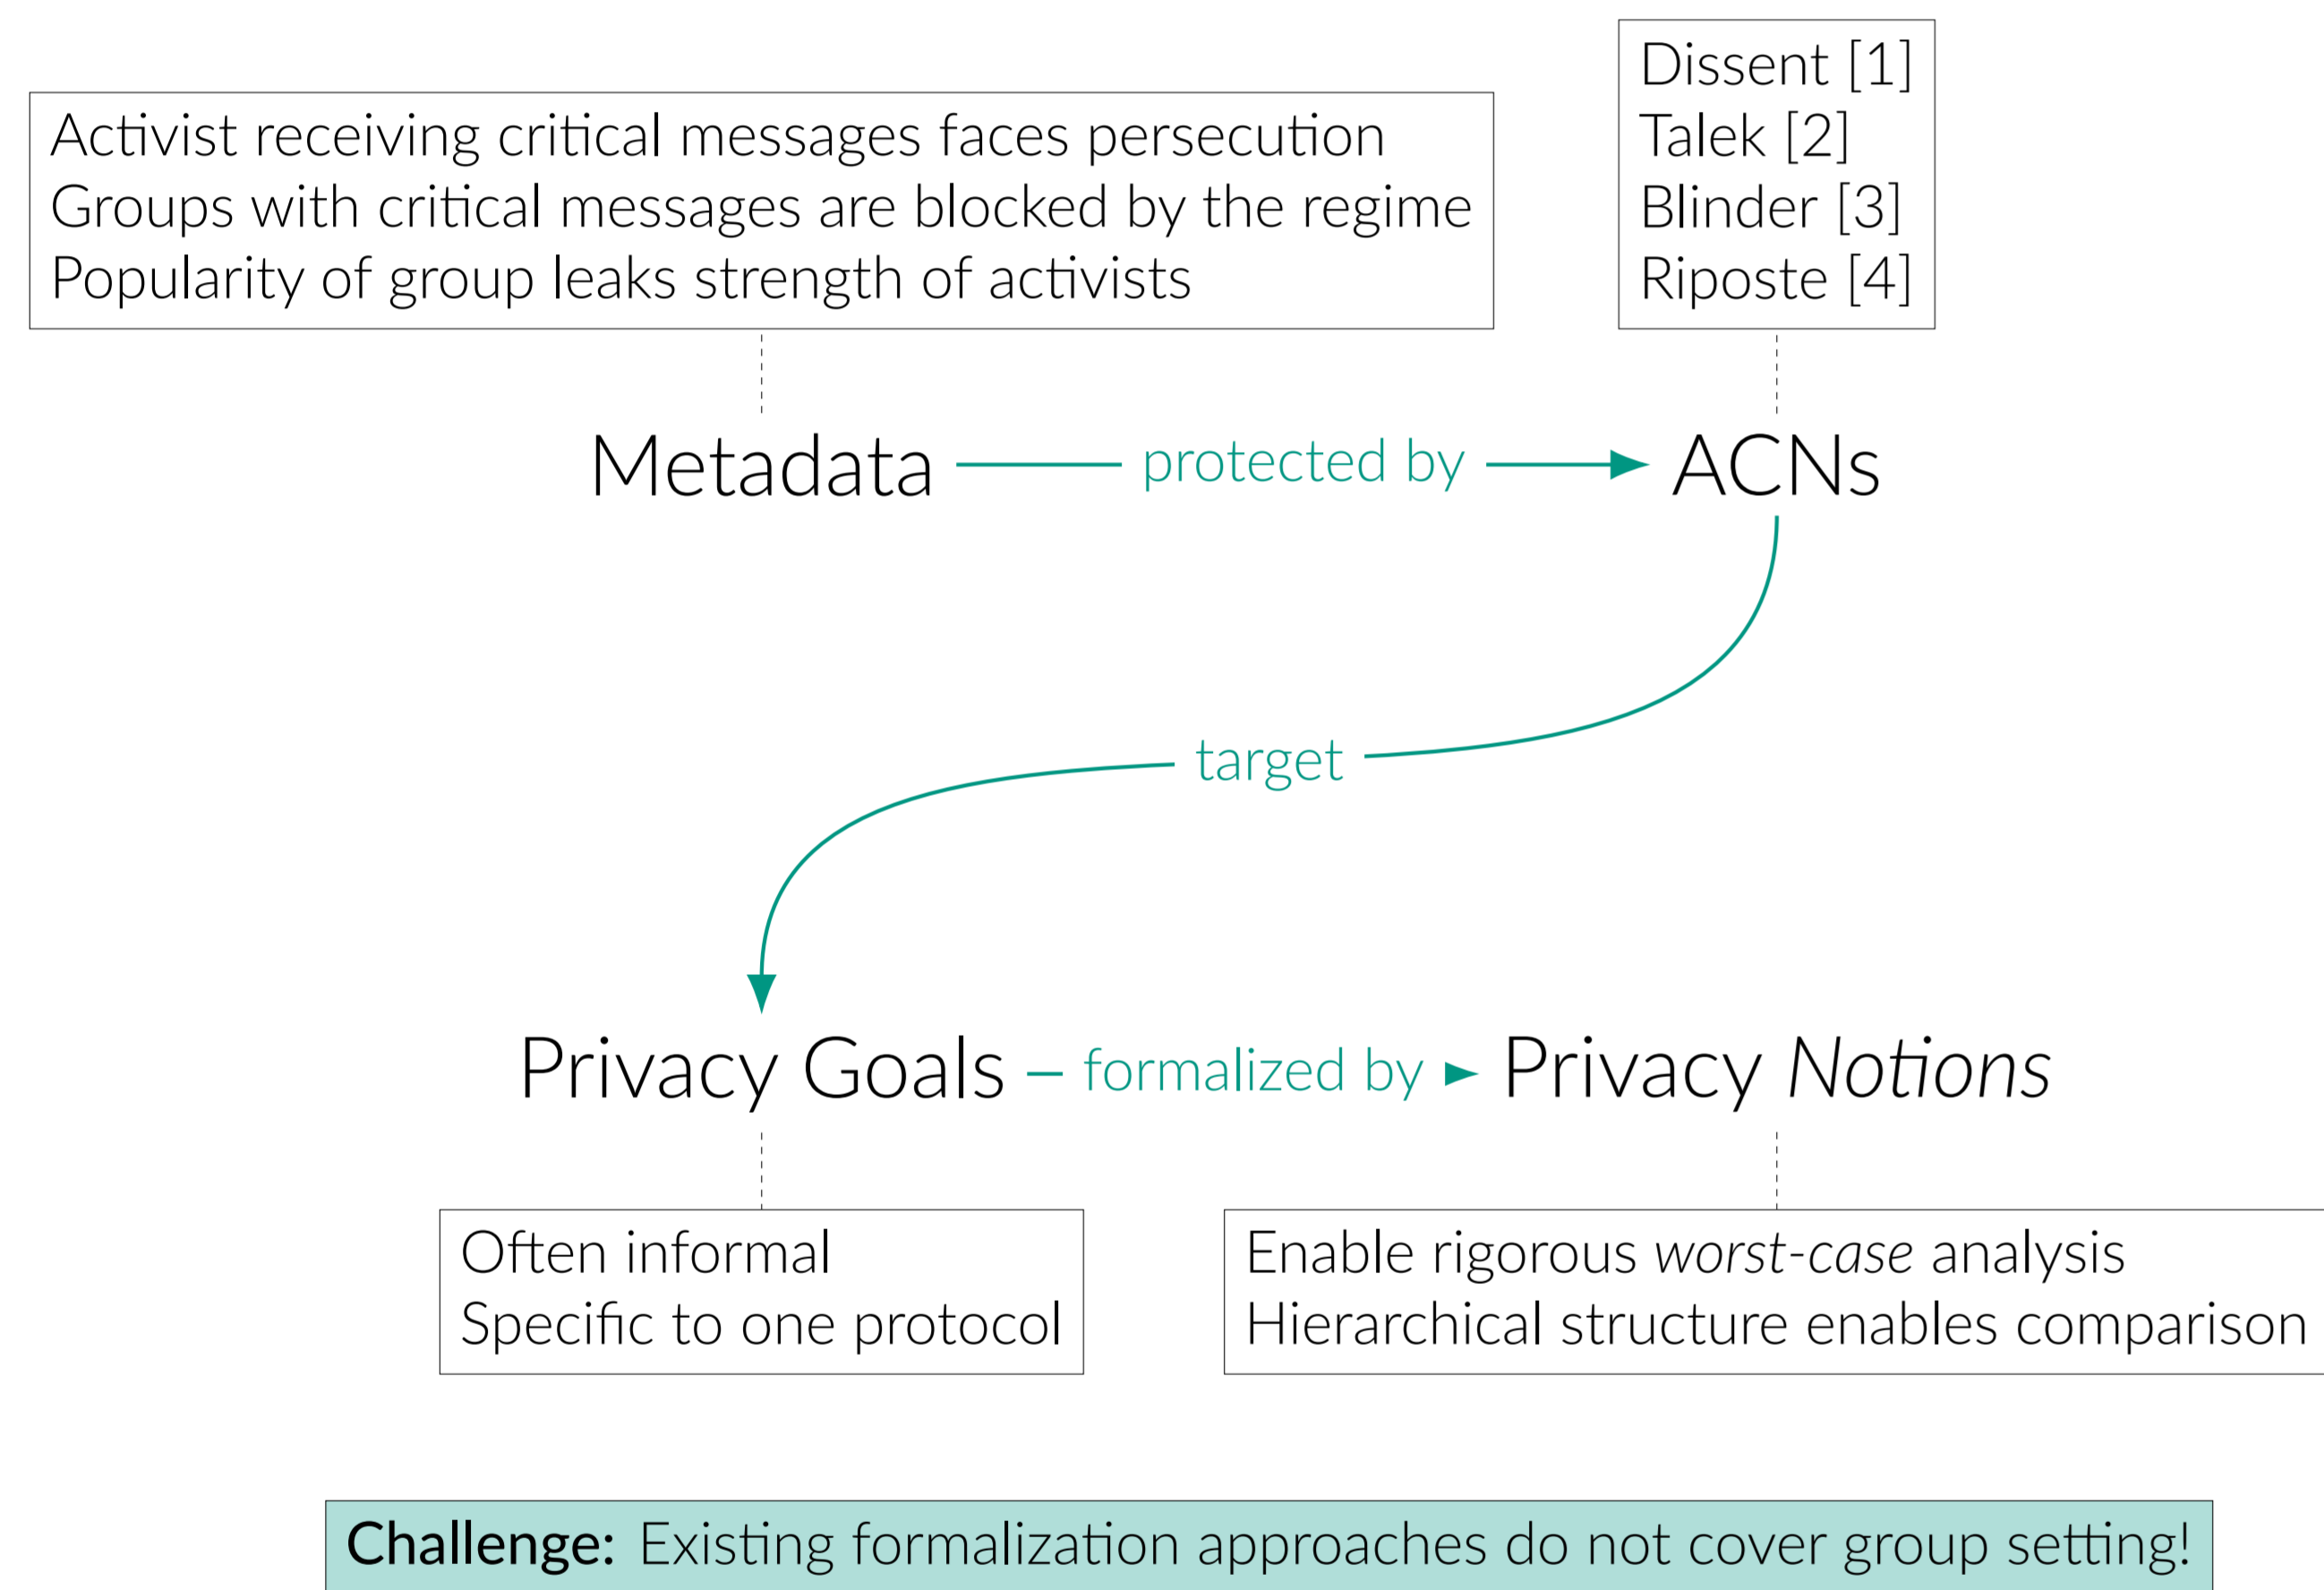 Dissent [1]
Talek [2]
Blinder [3]
Riposte [4]
Activist receiving critical messages faces persecution
Groups with critical messages are blocked by the regime
Popularity of group leaks strength of activists
Metadata
protected by
ACNs
target
Privacy Goals
formalized by
Privacy Notions
Often informal
Specific to one protocol
Enable rigorous worst-case analysis
Hierarchical structure enables comparison
Challenge: Existing formalization approaches do not cover group setting!